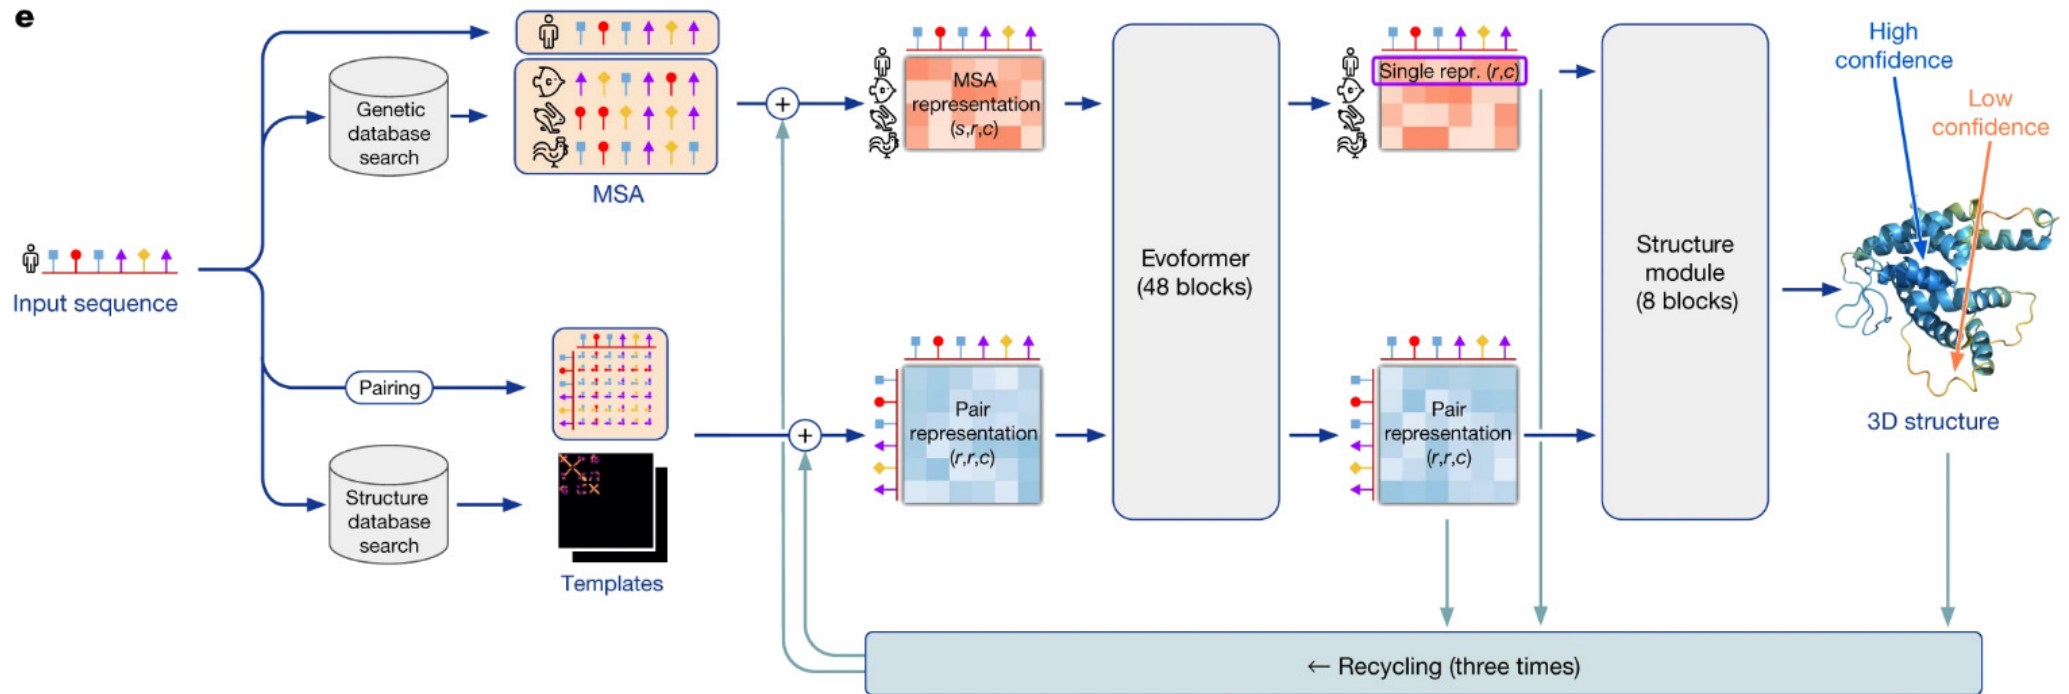 e
Genetic
database
search
MSA
Input sequence
Pairing
Structure
database
search
Templates
MSA
representation
(s,r,c)
Pair
representation
(r,r,c)
Evoformer
(48 blocks)
Single repr. (r,c)
Pair
representation
(r,r,c)
Structure
module
(8 blocks)
High
confidence
Low
confidence
3D structure
← Recycling (three times)